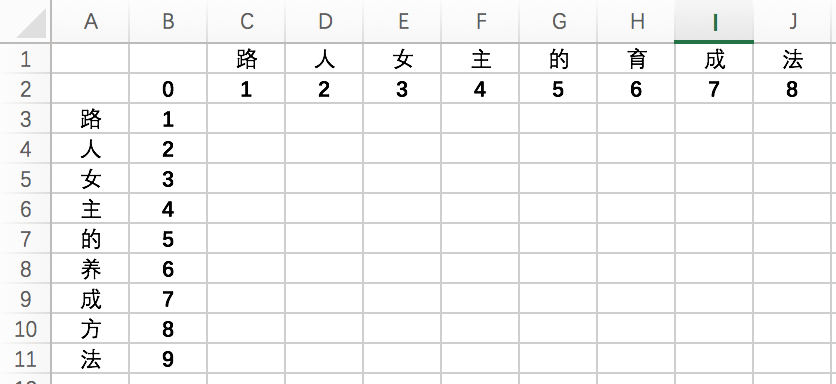 A B C D E F G H I J
1 路 人 女 主 的 育 成 法
2 0 1 2 3 4 5 6 7 8
3 路 1
4 人 2
5 女 3
6 主 4
7 的 5
8 养 6
9 成 7
10 方 8
11 法 9